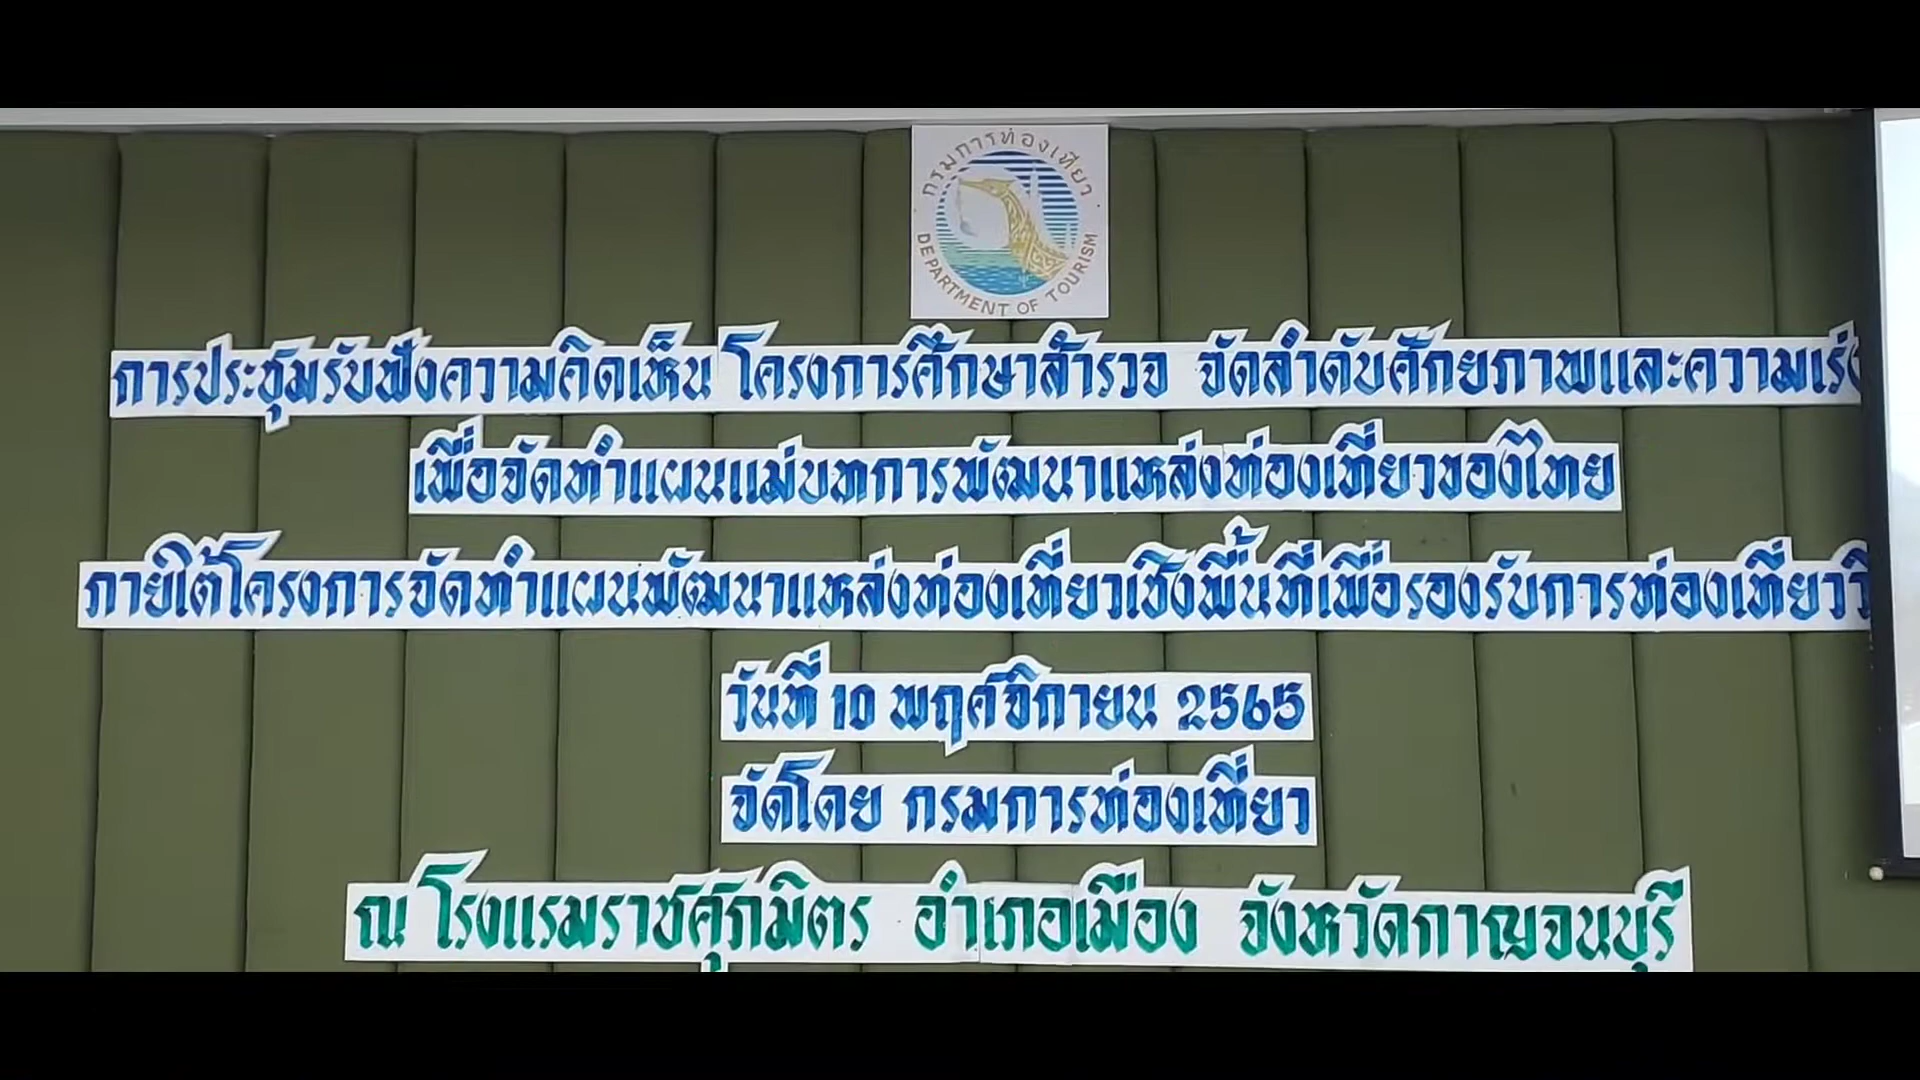 กรมการท่องเที่ยว
DEPARTMENT OF TOURISM
การประชุมรับฟังความคิดเห็น โครงการศึกษาสำรวจ จัดลำดับศักยภาพและความเร่
เพื่อจัดทำแผนแม่บทการพัฒนาแหล่งท่องเที่ยวของไทย
ภายใต้โครงการจัดทำแผนพัฒนาแหล่งท่องเที่ยวเชิงพื้นที่เพื่อรองรับการท่องเที่ยววิ
วันที่ 10 พฤศจิกายน 2565
จัดโดย กรมการท่องเที่ยว
ณ โรงแรมราชศุภมิตร อำเภอเมือง จังหวัดกาญจนบุรี